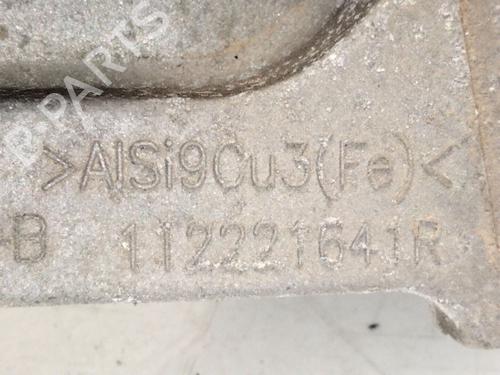 B-PARTS
>AlSi9Cu3(Fe)<
-B 112221641R